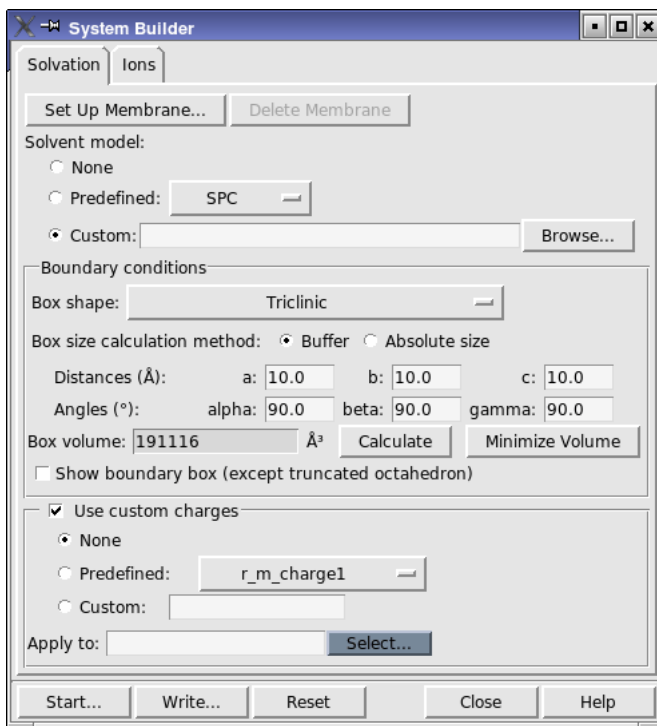 System Builder
Solvation Ions
Set Up Membrane... Delete Membrane
Solvent model:
None
Predefined: SPC
Custom: Browse...
Boundary conditions
Box shape: Triclinic
Box size calculation method: Buffer Absolute size
Distances (Å): a: 10.0 b: 10.0 c: 10.0
Angles (°): alpha: 90.0 beta: 90.0 gamma: 90.0
Box volume: 191116 Å³ Calculate Minimize Volume
Show boundary box (except truncated octahedron)
Use custom charges
None
Predefined: r_m_charge1
Custom:
Apply to: Select...
Start... Write... Reset Close Help